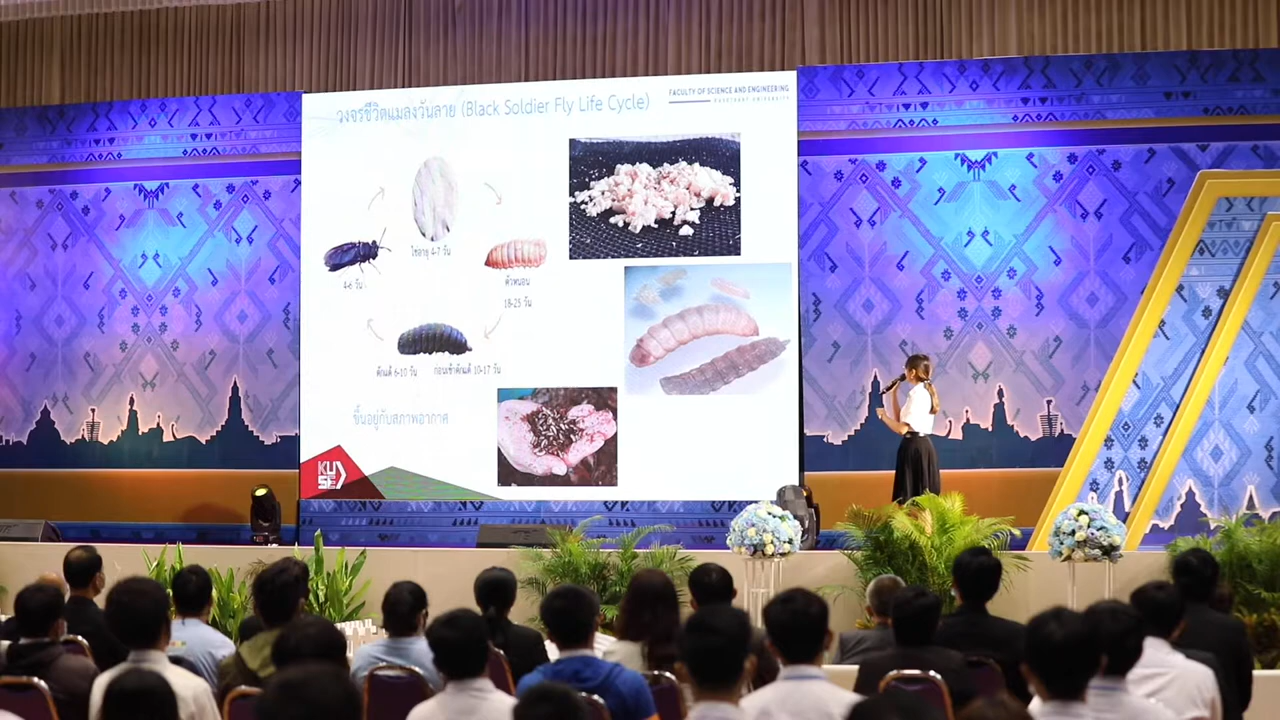 วงจรชีวิตแมลงวันลาย (Black Soldier Fly Life Cycle)
FACULTY OF SCIENCE AND ENGINEERING
KASETSART UNIVERSITY
ไข่อายุ 4-7 วัน
4-6 วัน
ตัวหนอน
18-25 วัน
ดักแด้ 6-10 วัน
ก่อนเข้าดักแด้ 10-17 วัน
ขึ้นอยู่กับสภาพอากาศ
KU
SE